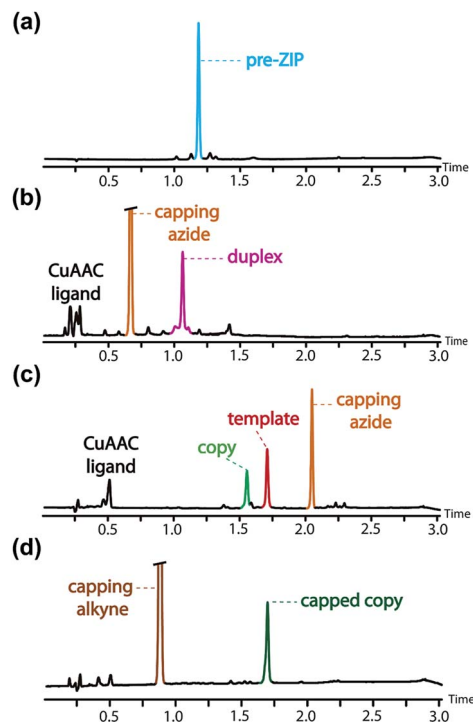 (a)
pre-ZIP
Time
0.5 1.0 1.5 2.0 2.5 3.0
(b)
capping
azide
duplex
CuAAC
ligand
Time
0.5 1.0 1.5 2.0 2.5 3.0
(c)
capping
azide
template
copy
CuAAC
ligand
Time
0.5 1.0 1.5 2.0 2.5 3.0
(d)
capping
alkyne
capped copy
Time
0.5 1.0 1.5 2.0 2.5 3.0